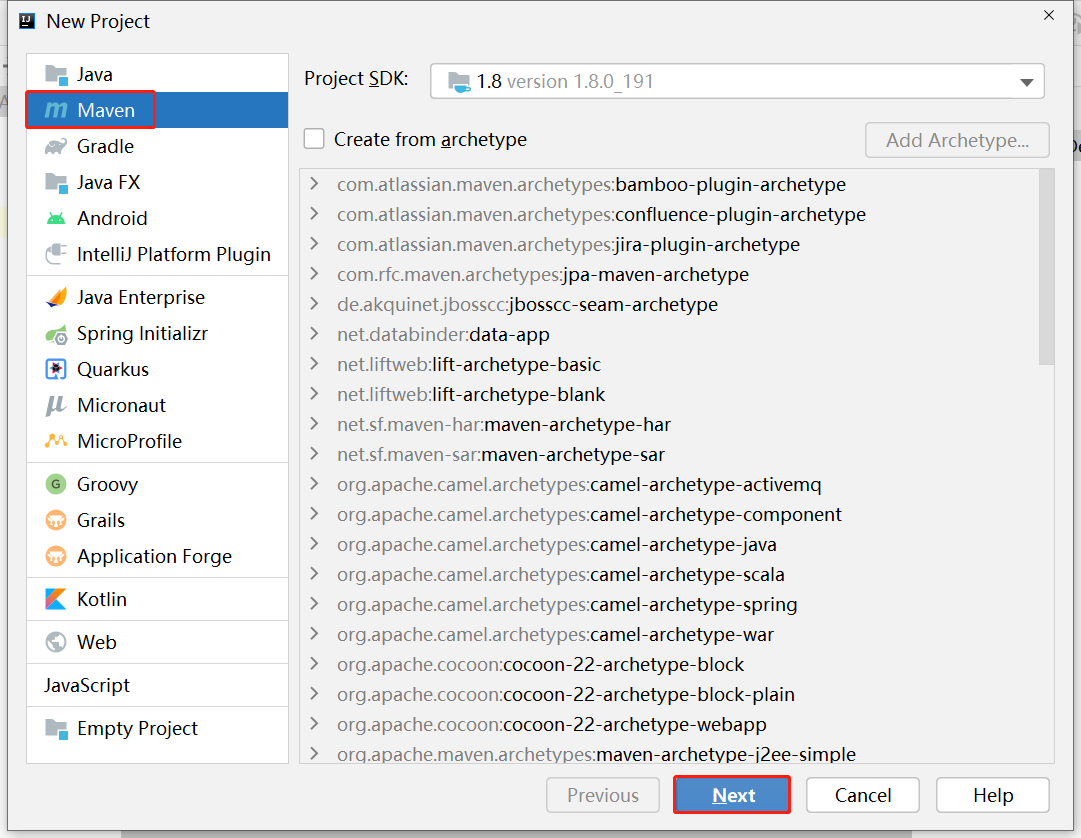 New Project
Java
Maven
Gradle
Java FX
Android
IntelliJ Platform Plugin
Java Enterprise
Spring Initializr
Quarkus
Micronaut
MicroProfile
Groovy
Grails
Application Forge
Kotlin
Web
JavaScript
Empty Project
Project SDK: 1.8 version 1.8.0_191
Create from archetype Add Archetype...
com.atlassian.maven.archetypes:bamboo-plugin-archetype
com.atlassian.maven.archetypes:confluence-plugin-archetype
com.atlassian.maven.archetypes:jira-plugin-archetype
com.rfc.maven.archetypes:jpa-maven-archetype
de.akquinet.jbosscc:jbosscc-seam-archetype
net.databinder:data-app
net.liftweb:lift-archetype-basic
net.liftweb:lift-archetype-blank
net.sf.maven-har:maven-archetype-har
net.sf.maven-sar:maven-archetype-sar
org.apache.camel.archetypes:camel-archetype-activemq
org.apache.camel.archetypes:camel-archetype-component
org.apache.camel.archetypes:camel-archetype-java
org.apache.camel.archetypes:camel-archetype-scala
org.apache.camel.archetypes:camel-archetype-spring
org.apache.camel.archetypes:camel-archetype-war
org.apache.cocoon:cocoon-22-archetype-block
org.apache.cocoon:cocoon-22-archetype-block-plain
org.apache.cocoon:cocoon-22-archetype-webapp
org.apache.maven.archetypes:maven-archetype-j2ee-simple
Previous Next Cancel Help